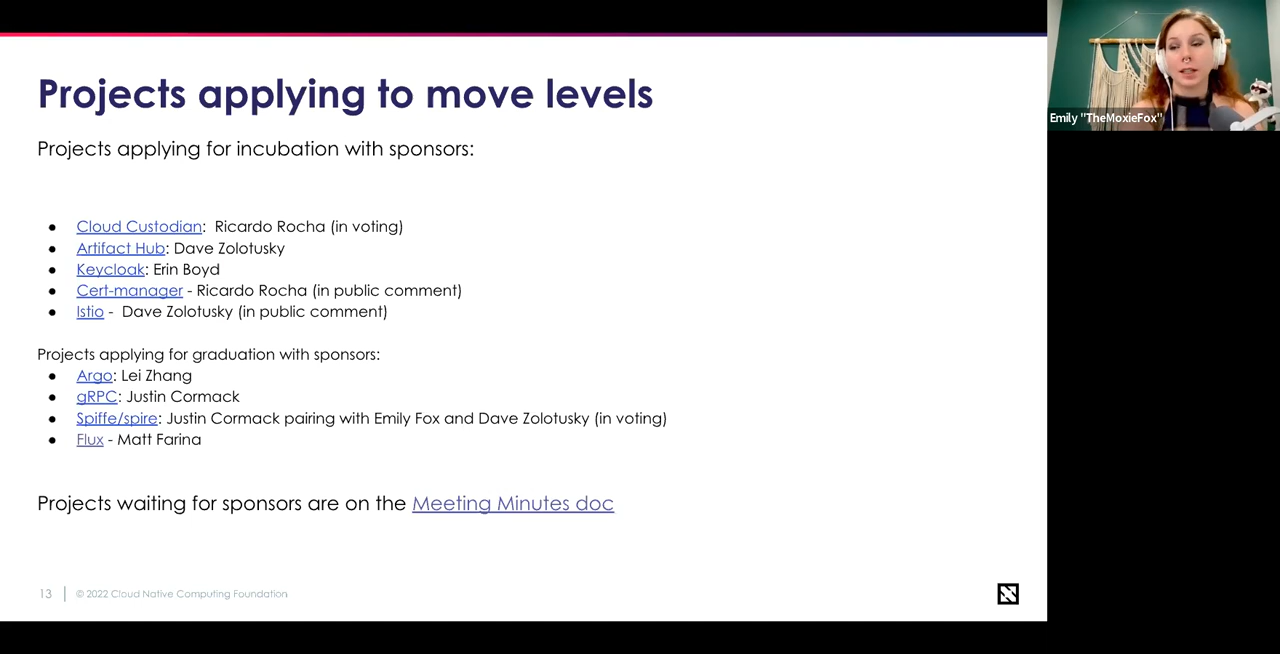 Projects applying to move levels
Projects applying for incubation with sponsors:
● Cloud Custodian: Ricardo Rocha (in voting)
● Artifact Hub: Dave Zolotusky
● Keycloak: Erin Boyd
● Cert-manager - Ricardo Rocha (in public comment)
● Istio - Dave Zolotusky (in public comment)
Projects applying for graduation with sponsors:
● Argo: Lei Zhang
● gRPC: Justin Cormack
● Spiffe/spire: Justin Cormack pairing with Emily Fox and Dave Zolotusky (in voting)
● Flux - Matt Farina
Projects waiting for sponsors are on the Meeting Minutes doc
13 | © 2022 Cloud Native Computing Foundation
Emily "TheMoxieFox"